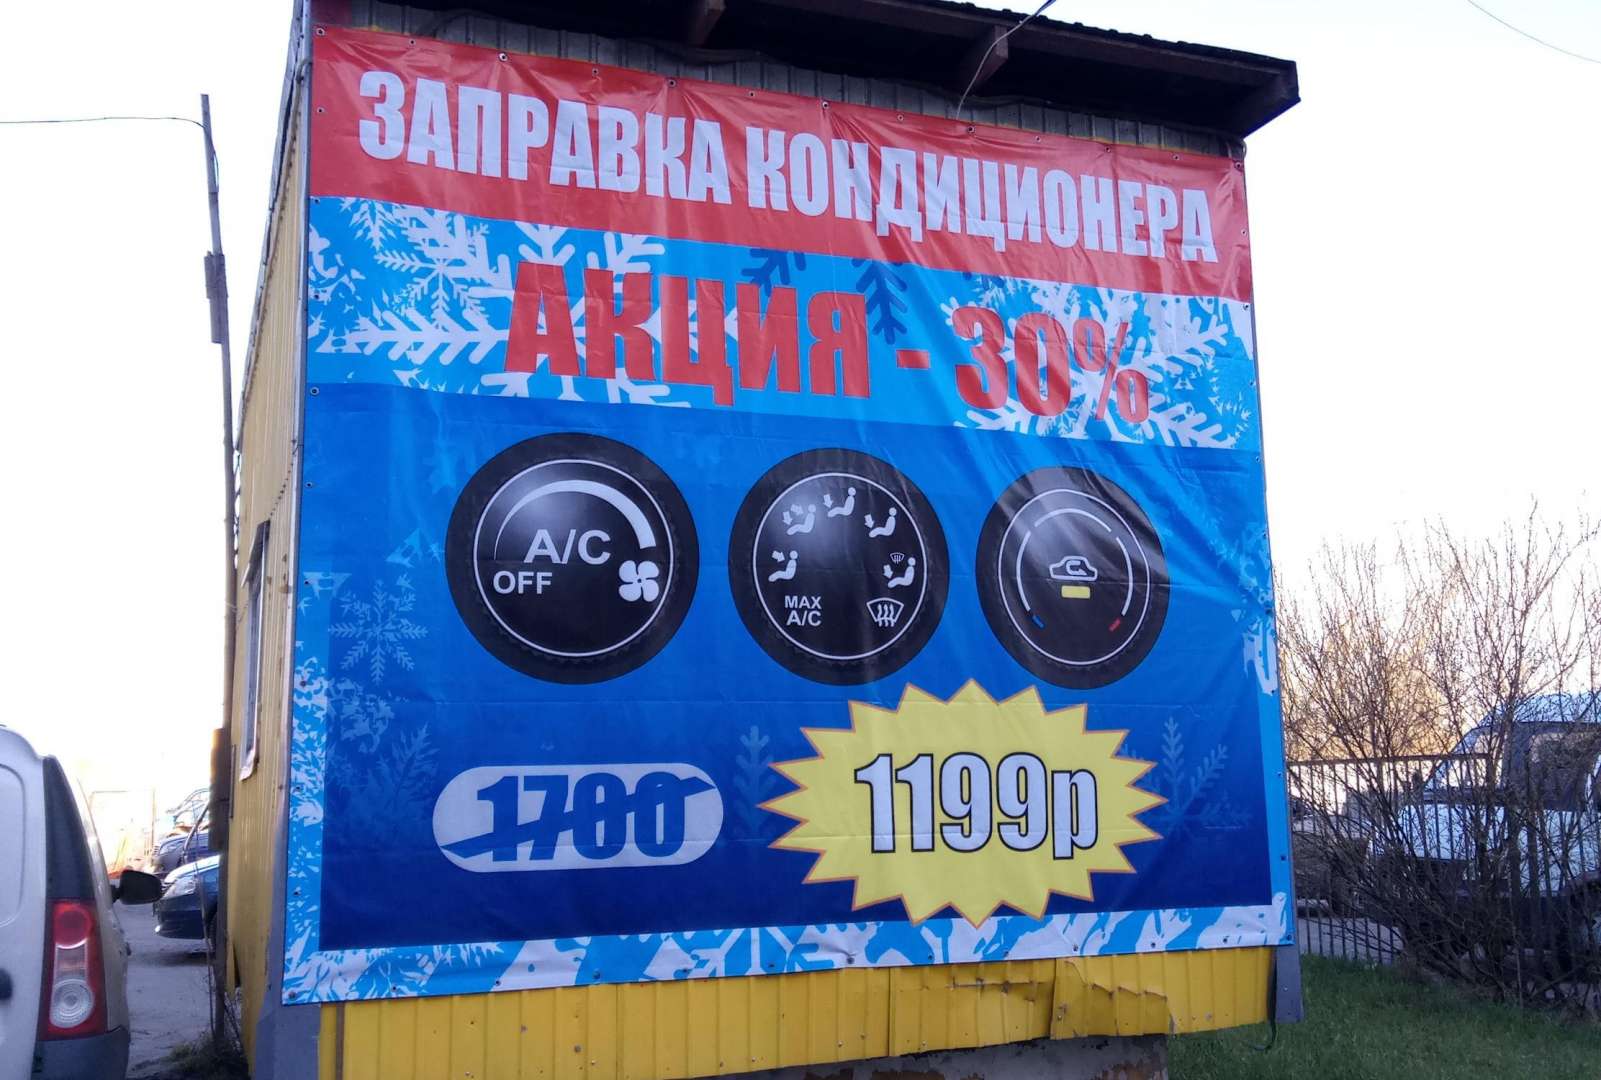 ЗАПРАВКА КОНДИЦИОНЕРА
АКЦИЯ - 30%
A/C
OFF
MAX
A/C
1700
1199р